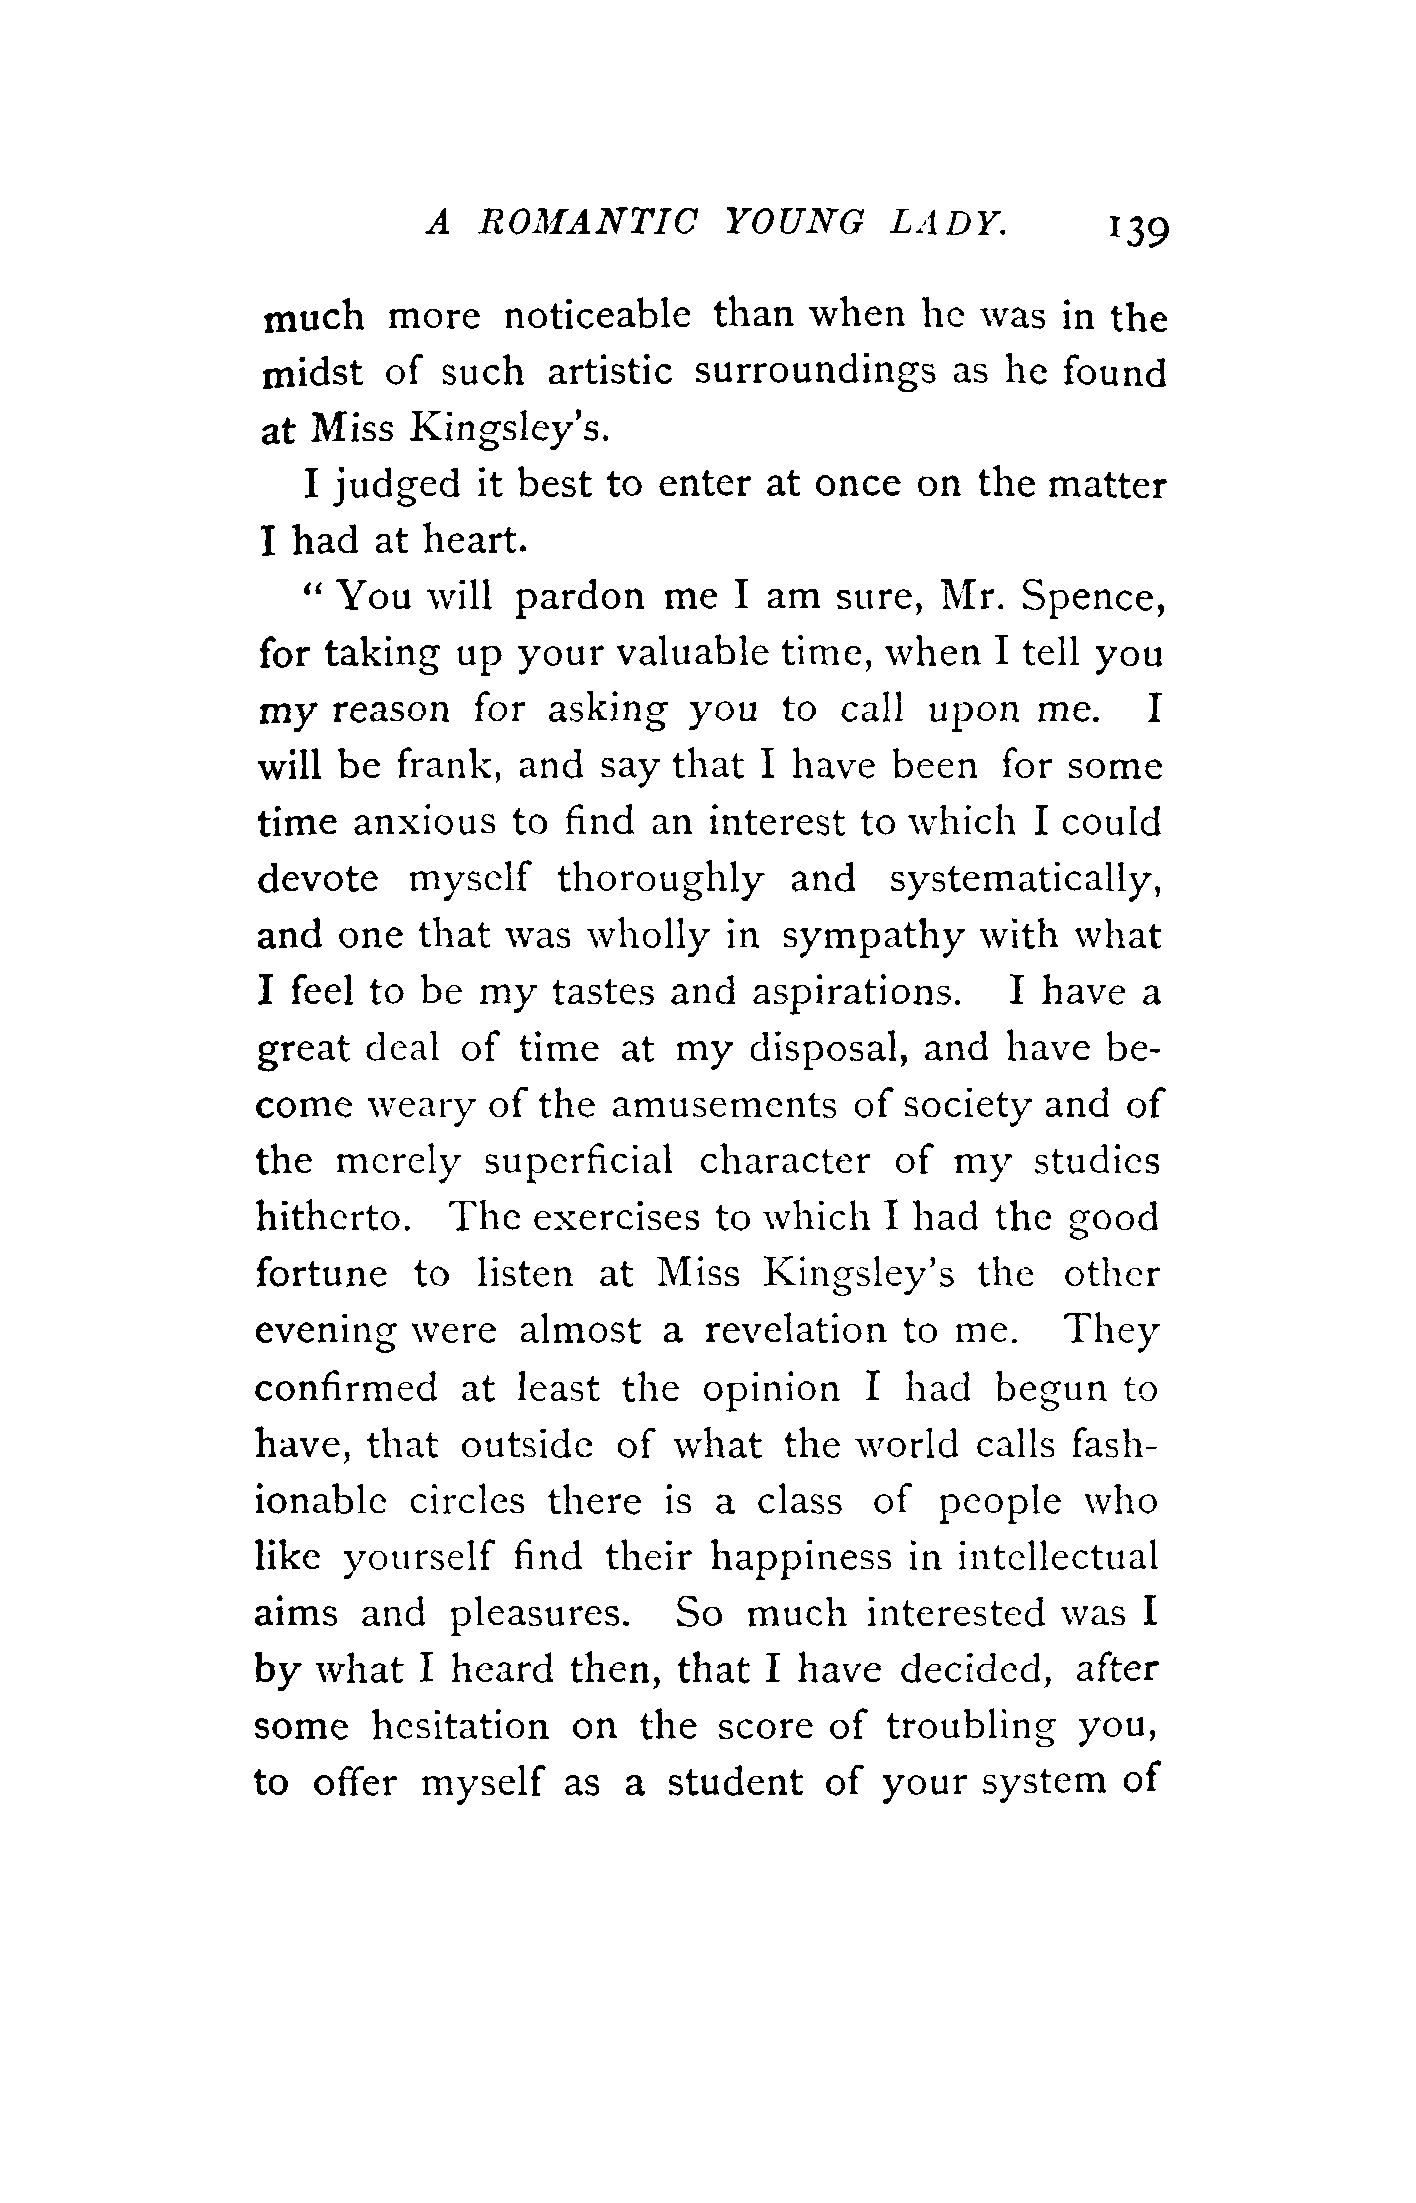 A ROMANTIC YOUNG LADY. 139
much more noticeable than when he was in the
midst of such artistic surroundings as he found
at Miss Kingsley's.
I judged it best to enter at once on the matter
I had at heart.
" You will pardon me I am sure, Mr. Spence,
for taking up your valuable time, when I tell you
my reason for asking you to call upon me. I
will be frank, and say that I have been for some
time anxious to find an interest to which I could
devote myself thoroughly and systematically,
and one that was wholly in sympathy with what
I feel to be my tastes and aspirations. I have a
great deal of time at my disposal, and have be-
come weary of the amusements of society and of
the merely superficial character of my studies
hitherto. The exercises to which I had the good
fortune to listen at Miss Kingsley's the other
evening were almost a revelation to me. They
confirmed at least the opinion I had begun to
have, that outside of what the world calls fash-
ionable circles there is a class of people who
like yourself find their happiness in intellectual
aims and pleasures. So much interested was I
by what I heard then, that I have decided, after
some hesitation on the score of troubling you,
to offer myself as a student of your system of